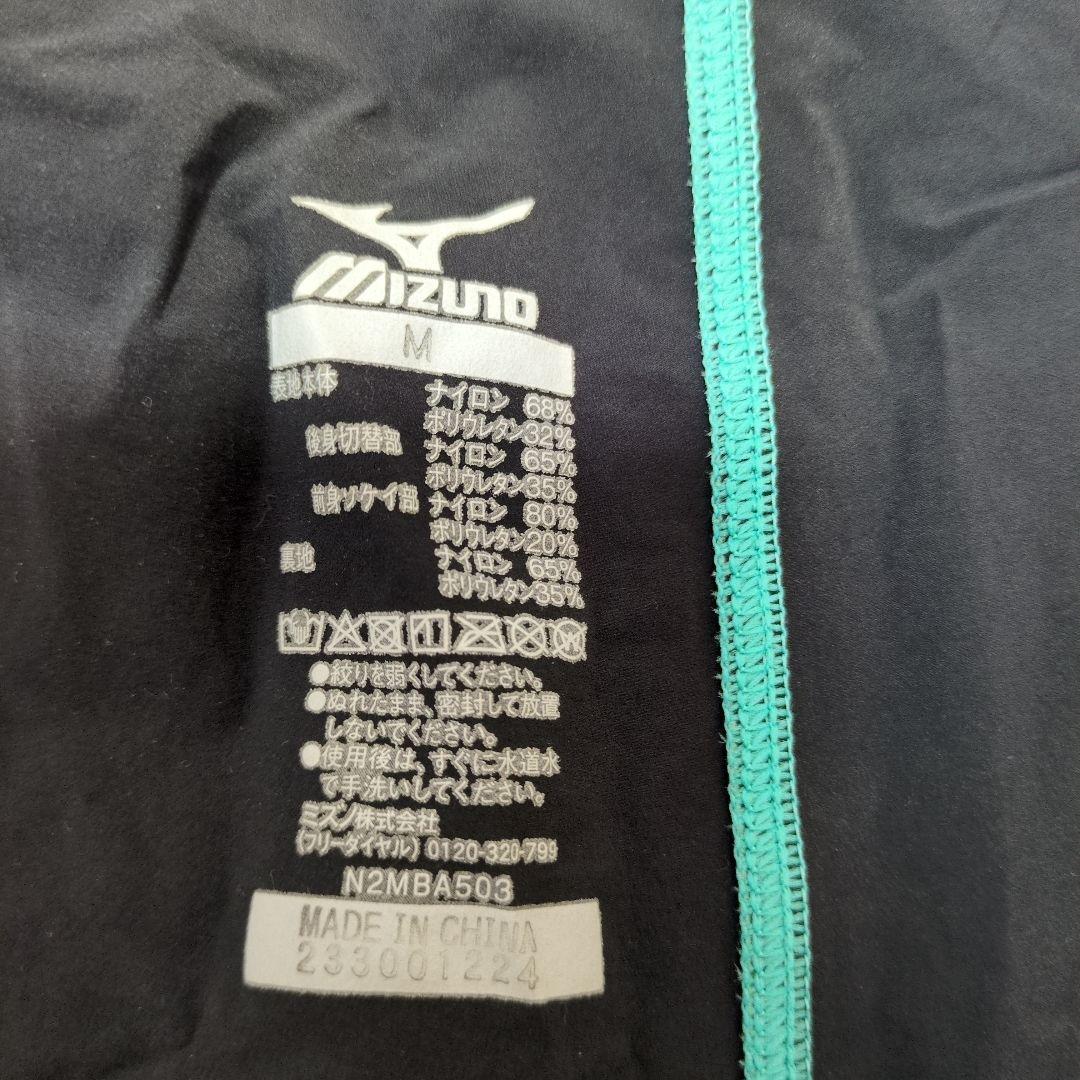 MIZUNO
M
表地本体 ナイロン 68%
ポリウレタン32%
後身切替部 ナイロン 65%
ポリウレタン35%
前身ソケイ部 ナイロン 80%
ポリウレタン20%
裏地 ナイロン 65%
ポリウレタン35%
●絞りを弱くしてください。
●ぬれたまま、密封して放置
しないでください。
●使用後は、すぐに水道水
で手洗いしてください。
ミズノ株式会社
(フリーダイヤル) 0120-320-799
N2MBA503
MADE IN CHINA
233001224